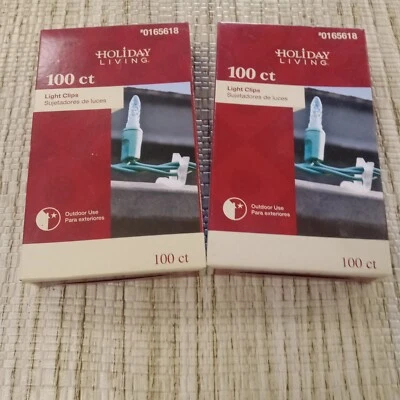 #0165618
HOLIDAY
LIVING
100 ct
Light Clips
Sujetadores de luces
Outdoor Use
Para exteriores
100 ct
#0165618
HOLIDAY
LIVING
100 ct
Light Clips
Sujetadores de luces
Outdoor Use
Para exteriores
100 ct